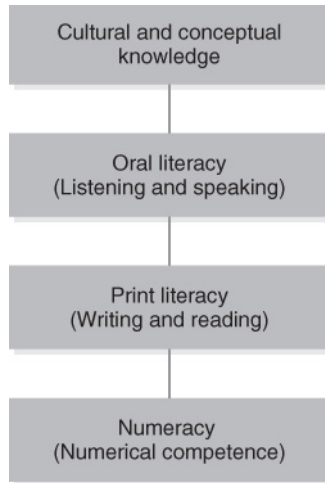 Cultural and conceptual
knowledge
Oral literacy
(Listening and speaking)
Print literacy
(Writing and reading)
Numeracy
(Numerical competence)